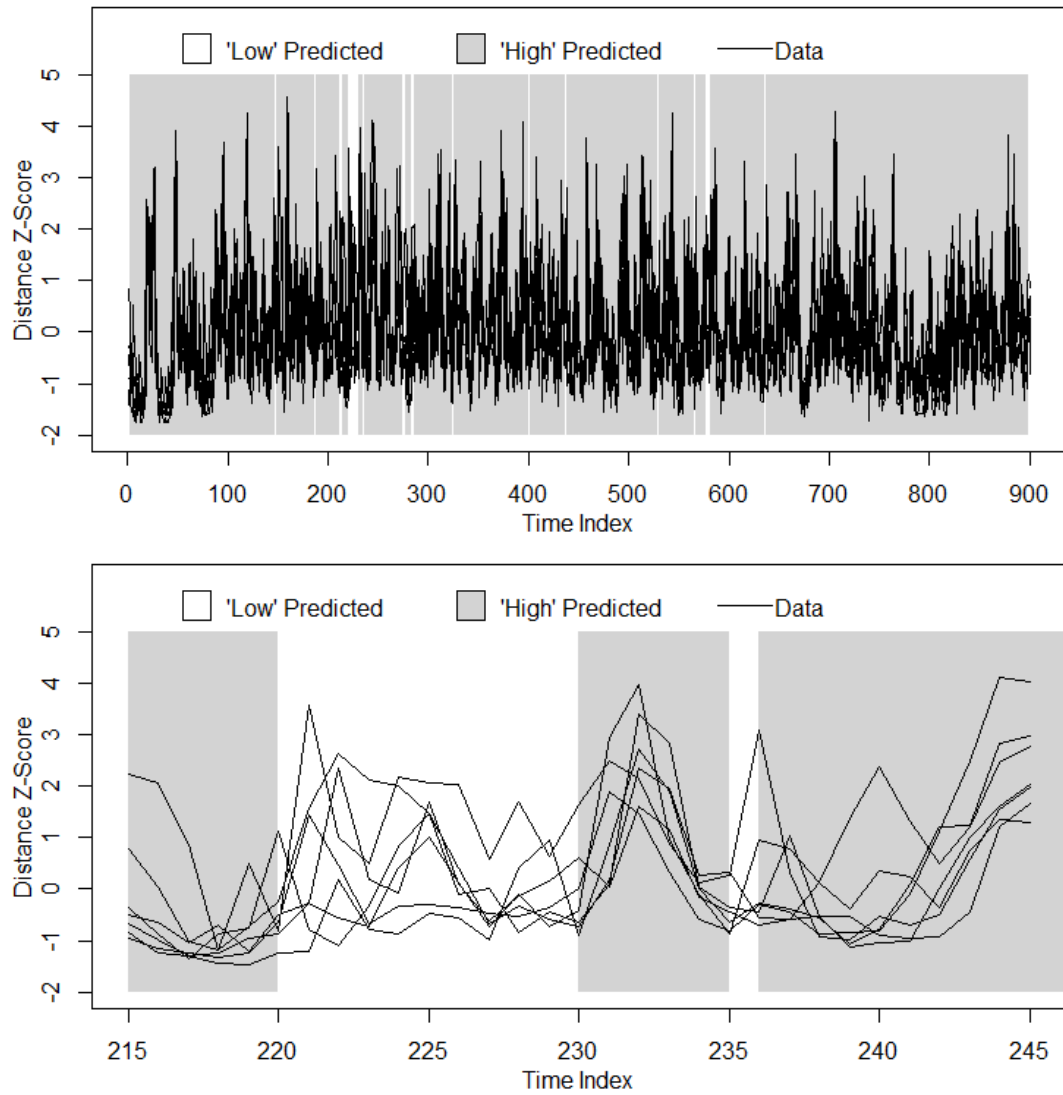 'Low' Predicted 'High' Predicted Data
5
4
3
2
1
0
-1
-2
Distance Z-Score
0 100 200 300 400 500 600 700 800 900
Time Index
'Low' Predicted 'High' Predicted Data
5
4
3
2
1
0
-1
-2
Distance Z-Score
215 220 225 230 235 240 245
Time Index